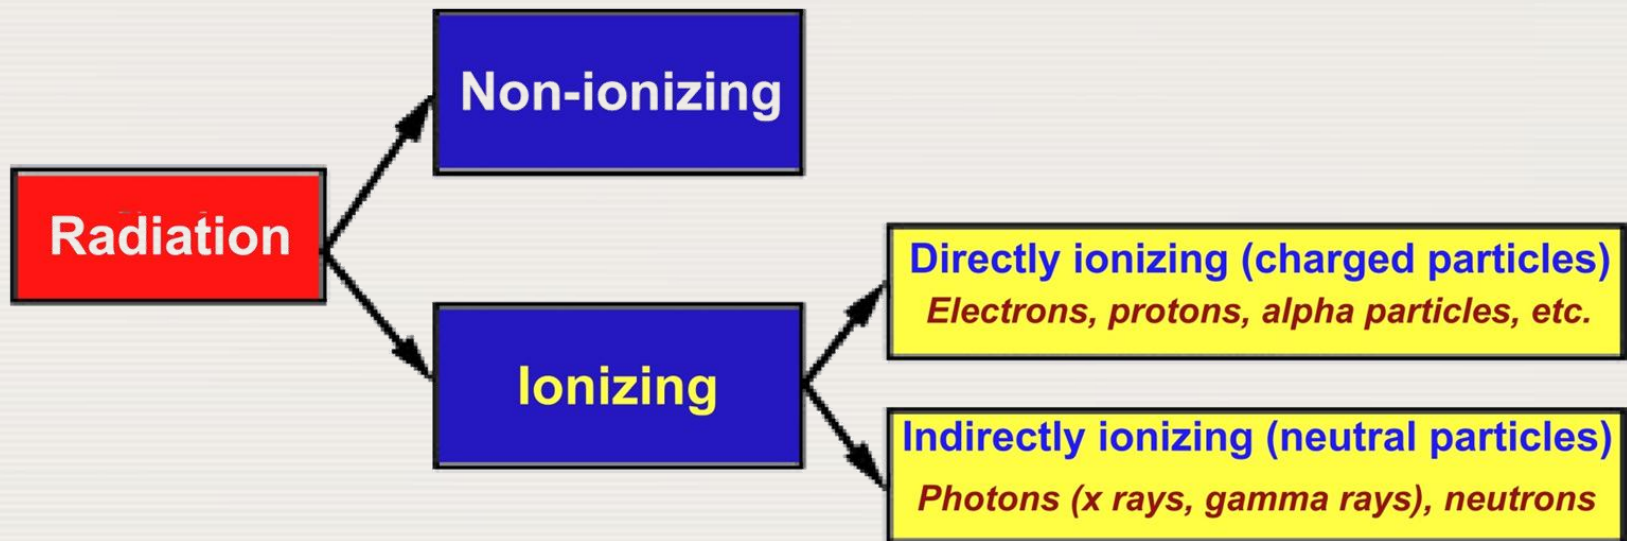 Non-ionizing
Radiation
Ionizing
Directly ionizing (charged particles)
Electrons, protons, alpha particles, etc.
Indirectly ionizing (neutral particles)
Photons (x rays, gamma rays), neutrons